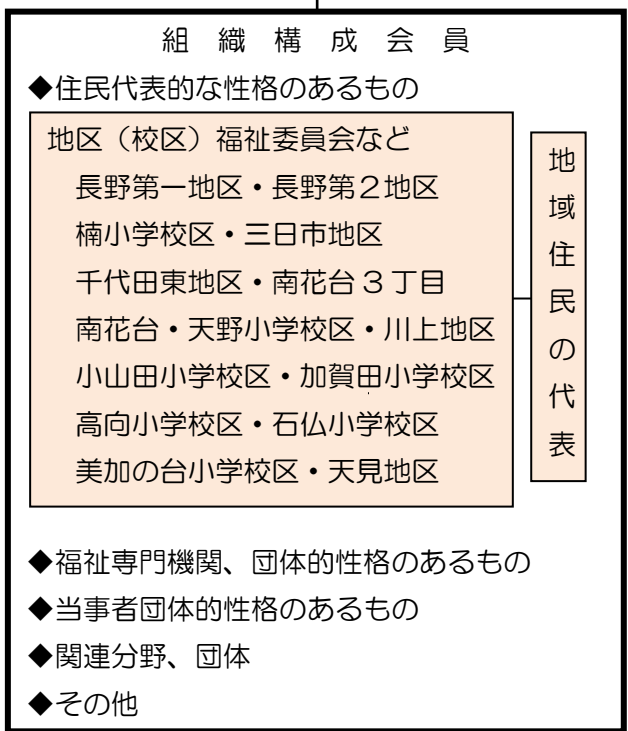 組織構成会員
◆住民代表的な性格のあるもの
地区（校区）福祉委員会など
長野第一地区・長野第２地区
楠小学校区・三日市地区
千代田東地区・南花台３丁目
南花台・天野小学校区・川上地区
小山田小学校区・加賀田小学校区
高向小学校区・石仏小学校区
美加の台小学校区・天見地区
地域住民の代表
◆福祉専門機関、団体的性格のあるもの
◆当事者団体的性格のあるもの
◆関連分野、団体
◆その他